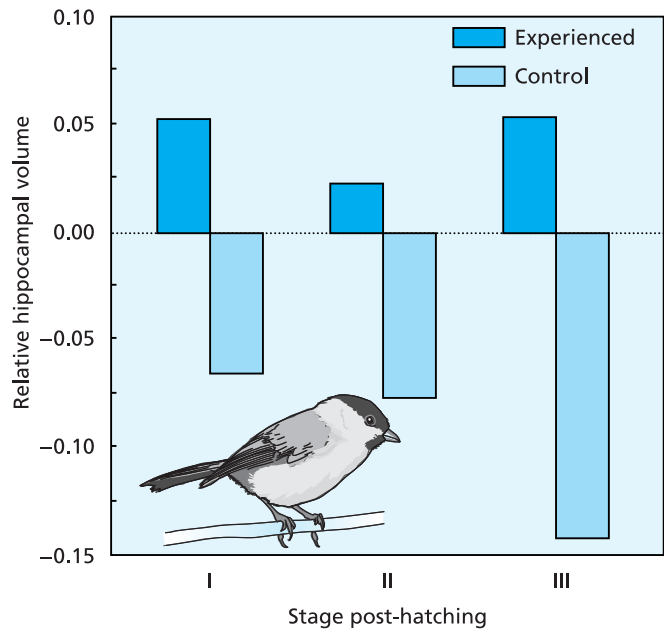 0.10
0.05
0.00
−0.05
−0.10
−0.15
Relative hippocampal volume
Experienced
Control
I II III
Stage post-hatching